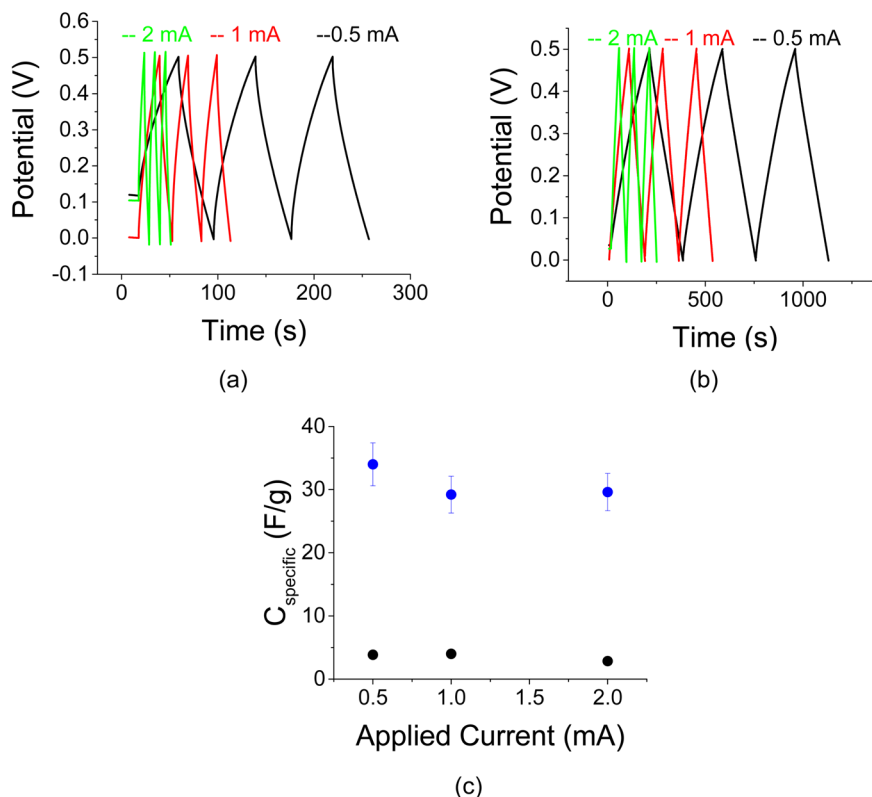 -- 2 mA -- 1 mA --0.5 mA
0.6
0.5
0.4
0.3
0.2
0.1
0.0
-0.1
Potential (V)
0 100 200 300
Time (s)
(a)
-- 2 mA -- 1 mA -- 0.5 mA
0.5
0.4
0.3
0.2
0.1
0.0
Potential (V)
0 500 1000
Time (s)
(b)
40
30
20
10
0
C specific (F/g)
0.5 1.0 1.5 2.0
Applied Current (mA)
(c)